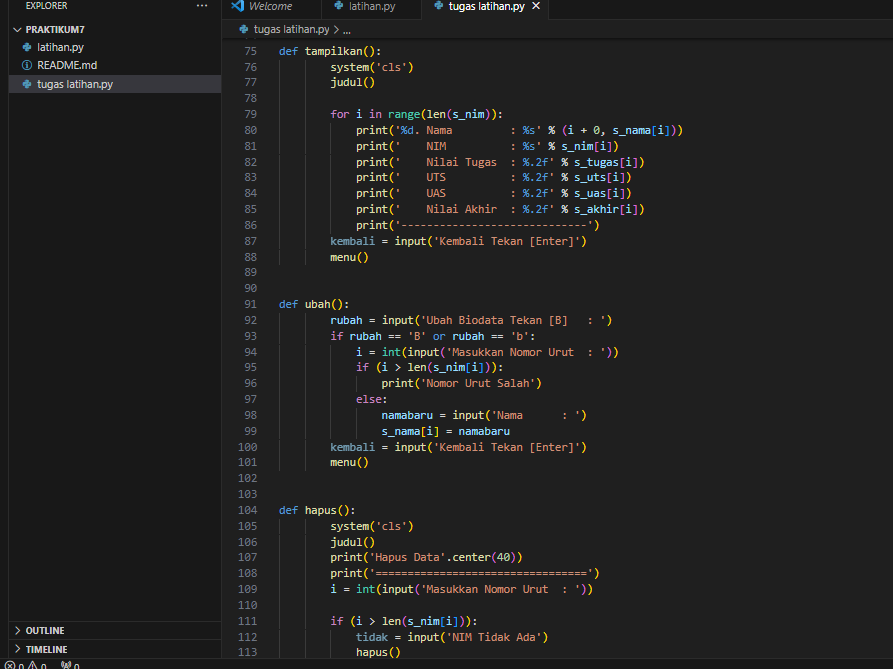 EXPLORER ...
PRAKTIKUM7
latihan.py
README.md
tugas latihan.py
OUTLINE
TIMELINE
0 0 0
Welcome latihan.py tugas latihan.py
tugas latihan.py > ...
75 def tampilkan():
76 system('cls')
77 judul()
78
79 for i in range(len(s_nim)):
80 print('%d. Nama : %s' % (i + 0, s_nama[i]))
81 print(' NIM : %s' % s_nim[i])
82 print(' Nilai Tugas : %.2f' % s_tugas[i])
83 print(' UTS : %.2f' % s_uts[i])
84 print(' UAS : %.2f' % s_uas[i])
85 print(' Nilai Akhir : %.2f' % s_akhir[i])
86 print('-----------------------------')
87 kembali = input('Kembali Tekan [Enter]')
88 menu()
89
90
91 def ubah():
92 rubah = input('Ubah Biodata Tekan [B] : ')
93 if rubah == 'B' or rubah == 'b':
94 i = int(input('Masukkan Nomor Urut : '))
95 if (i > len(s_nim[i])):
96 print('Nomor Urut Salah')
97 else:
98 namabaru = input('Nama : ')
99 s_nama[i] = namabaru
100 kembali = input('Kembali Tekan [Enter]')
101 menu()
102
103
104 def hapus():
105 system('cls')
106 judul()
107 print('Hapus Data'.center(40))
108 print('=================================')
109 i = int(input('Masukkan Nomor Urut : '))
110
111 if (i > len(s_nim[i])):
112 tidak = input('NIM Tidak Ada')
113 hapus()